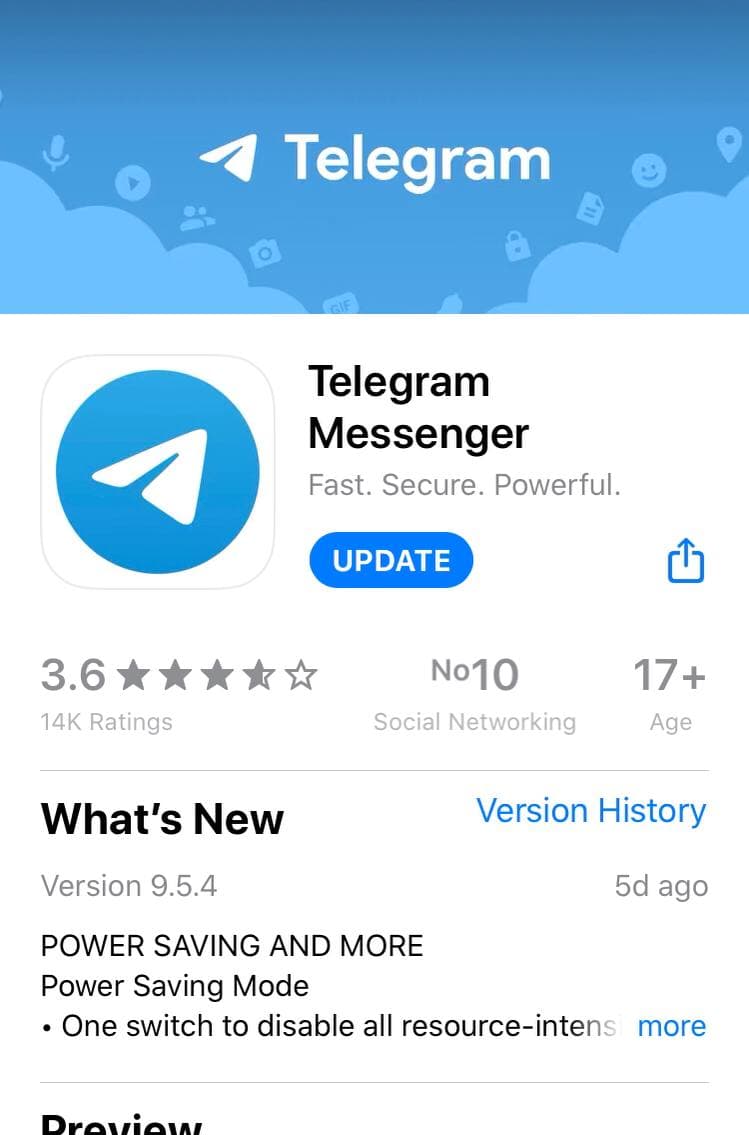 Telegram
GIF
Telegram
Messenger
Fast. Secure. Powerful.
UPDATE
3.6 No10 17+
14K Ratings Social Networking Age
What’s New Version History
Version 9.5.4 5d ago
POWER SAVING AND MORE
Power Saving Mode
• One switch to disable all resource-intensi more
Preview